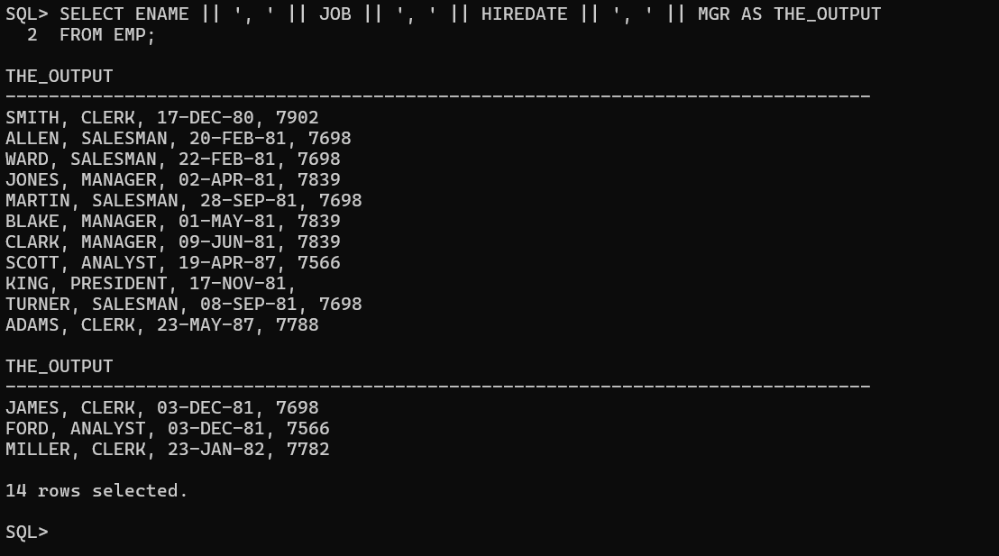 SQL> SELECT ENAME || ', ' || JOB || ', ' || HIREDATE || ', ' || MGR AS THE_OUTPUT
  2  FROM EMP;

THE_OUTPUT
--------------------------------------------------------------------------------
SMITH, CLERK, 17-DEC-80, 7902
ALLEN, SALESMAN, 20-FEB-81, 7698
WARD, SALESMAN, 22-FEB-81, 7698
JONES, MANAGER, 02-APR-81, 7839
MARTIN, SALESMAN, 28-SEP-81, 7698
BLAKE, MANAGER, 01-MAY-81, 7839
CLARK, MANAGER, 09-JUN-81, 7839
SCOTT, ANALYST, 19-APR-87, 7566
KING, PRESIDENT, 17-NOV-81,
TURNER, SALESMAN, 08-SEP-81, 7698
ADAMS, CLERK, 23-MAY-87, 7788

THE_OUTPUT
--------------------------------------------------------------------------------
JAMES, CLERK, 03-DEC-81, 7698
FORD, ANALYST, 03-DEC-81, 7566
MILLER, CLERK, 23-JAN-82, 7782

14 rows selected.

SQL>